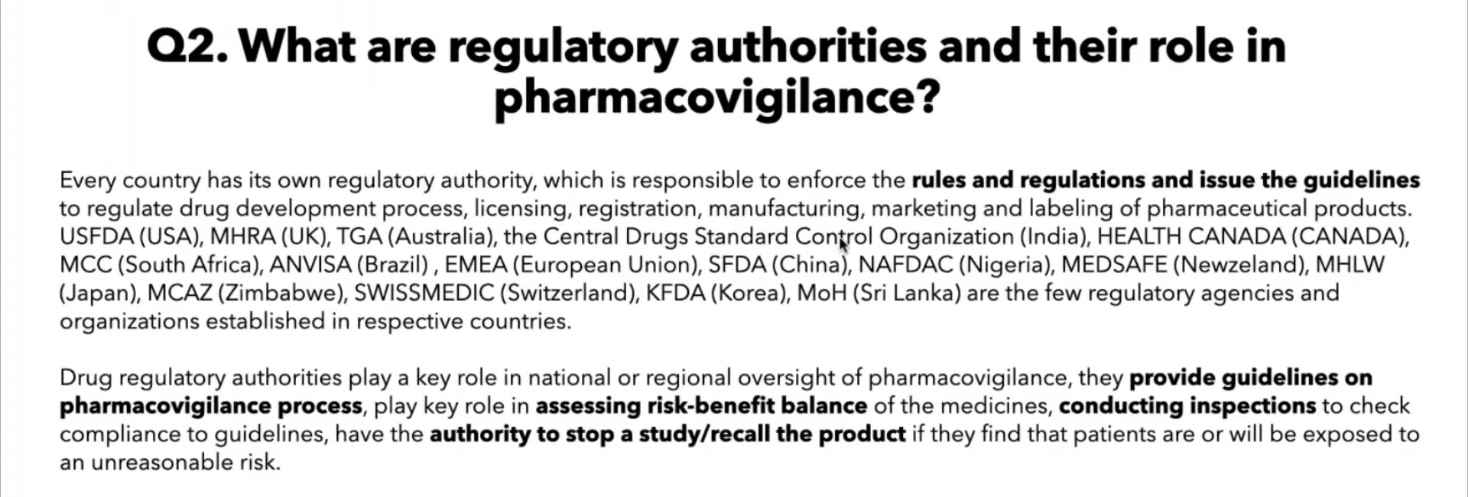 Q2. What are regulatory authorities and their role in
pharmacovigilance?
Every country has its own regulatory authority, which is responsible to enforce the rules and regulations and issue the guidelines
to regulate drug development process, licensing, registration, manufacturing, marketing and labeling of pharmaceutical products.
USFDA (USA), MHRA (UK), TGA (Australia), the Central Drugs Standard Control Organization (India), HEALTH CANADA (CANADA),
MCC (South Africa), ANVISA (Brazil) , EMEA (European Union), SFDA (China), NAFDAC (Nigeria), MEDSAFE (Newzeland), MHLW
(Japan), MCAZ (Zimbabwe), SWISSMEDIC (Switzerland), KFDA (Korea), MoH (Sri Lanka) are the few regulatory agencies and
organizations established in respective countries.
Drug regulatory authorities play a key role in national or regional oversight of pharmacovigilance, they provide guidelines on
pharmacovigilance process, play key role in assessing risk-benefit balance of the medicines, conducting inspections to check
compliance to guidelines, have the authority to stop a study/recall the product if they find that patients are or will be exposed to
an unreasonable risk.